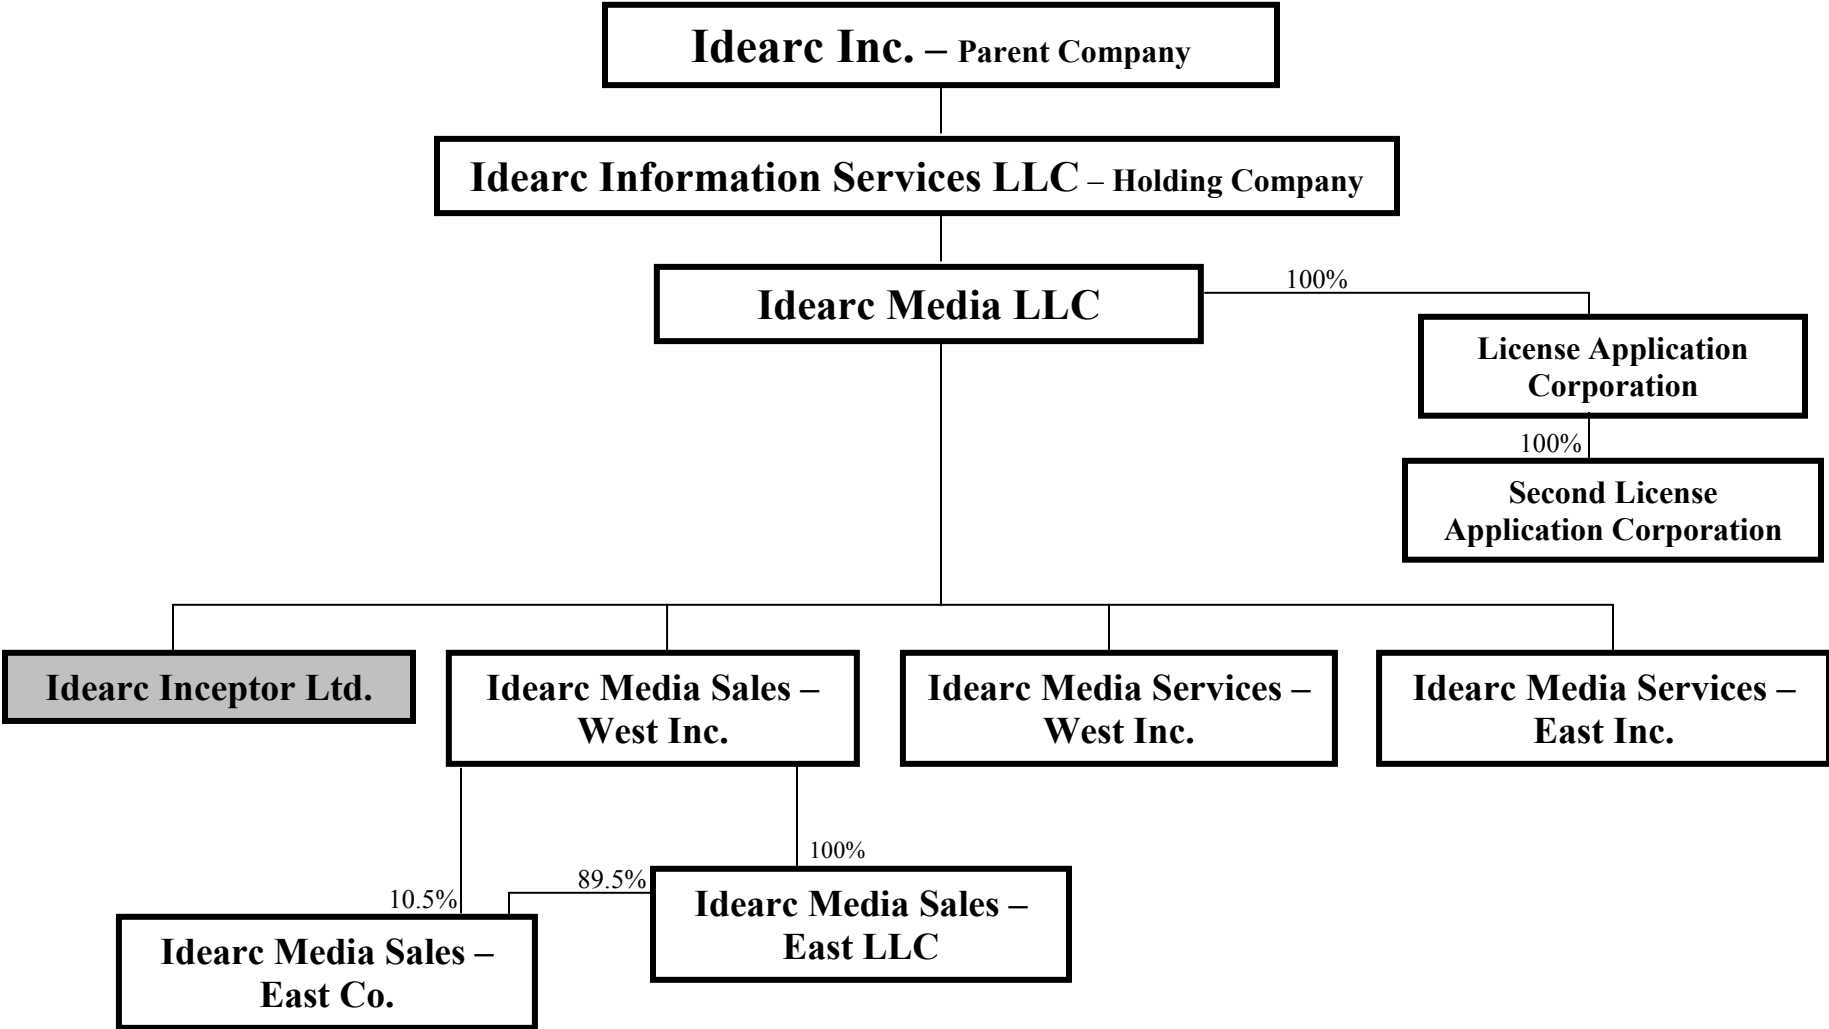 Idearc Inc. – Parent Company
Idearc Information Services LLC – Holding Company
Idearc Media LLC
100%
License Application
Corporation
100%
Second License
Application Corporation
Idearc Inceptor Ltd.
Idearc Media Sales –
West Inc.
Idearc Media Services –
West Inc.
Idearc Media Services –
East Inc.
100%
89.5%
10.5%
Idearc Media Sales –
East LLC
Idearc Media Sales –
East Co.